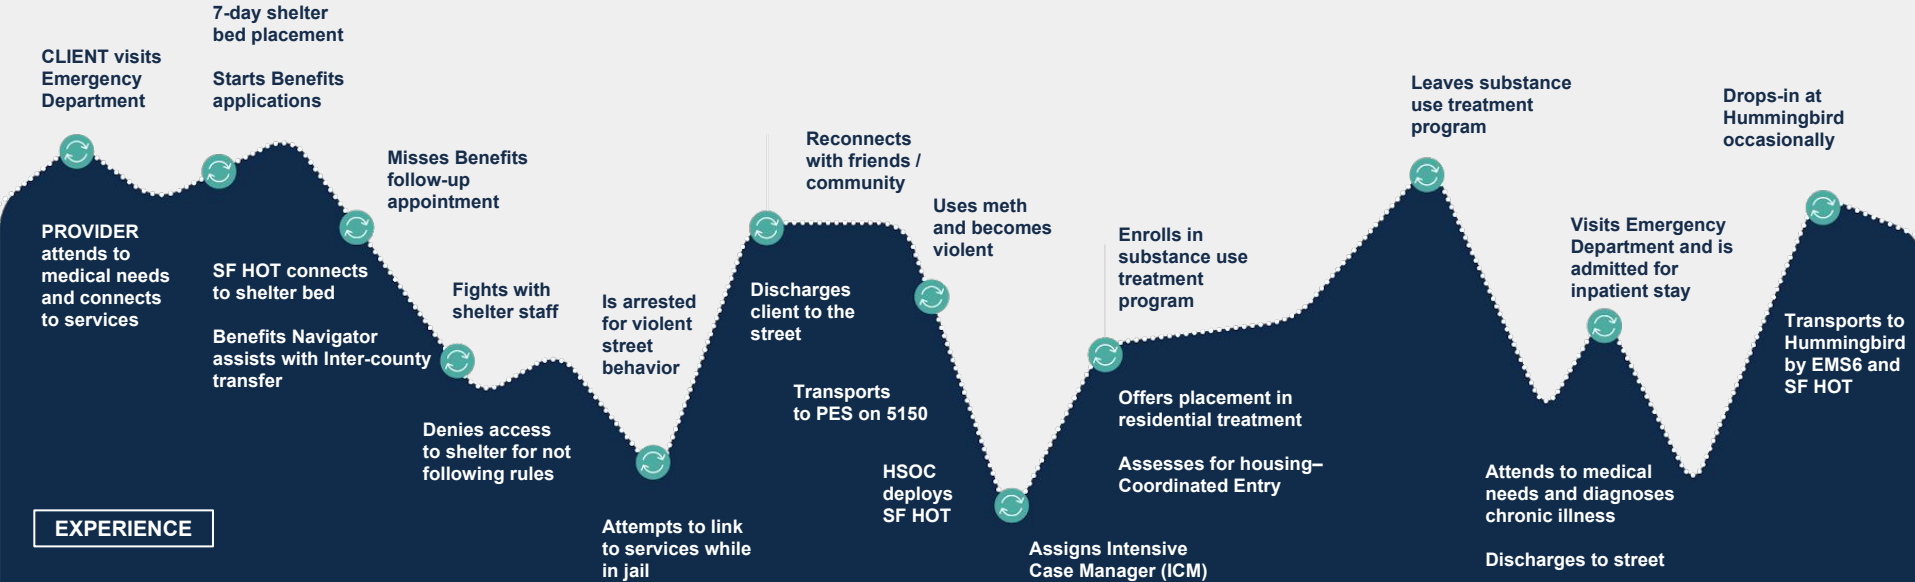 CLIENT visits
Emergency
Department
PROVIDER
attends to
medical needs
and connects
to services
7-day shelter
bed placement
Starts Benefits
applications
SF HOT connects
to shelter bed
Benefits Navigator
assists with Inter-county
transfer
Misses Benefits
follow-up
appointment
Fights with
shelter staff
Denies access
to shelter for not
following rules
Is arrested
for violent
street
behavior
Attempts to link
to services while
in jail
Reconnects
with friends /
community
Discharges
client to the
street
Uses meth
and becomes
violent
Transports
to PES on 5150
HSOC
deploys
SF HOT
Assigns Intensive
Case Manager (ICM)
Enrolls in
substance use
treatment
program
Offers placement in
residential treatment
Assesses for housing–
Coordinated Entry
Leaves substance
use treatment
program
Visits Emergency
Department and is
admitted for
inpatient stay
Attends to medical
needs and diagnoses
chronic illness
Discharges to street
Drops-in at
Hummingbird
occasionally
Transports to
Hummingbird
by EMS6 and
SF HOT
EXPERIENCE